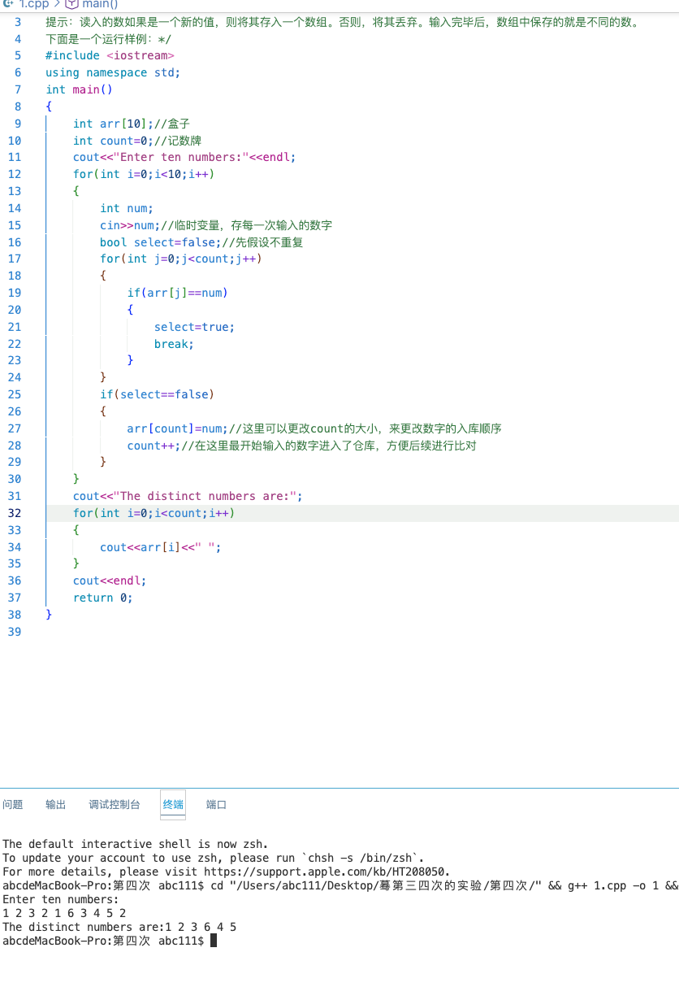 1.cpp > main()
3 提示：读入的数如果是一个新的值，则将其存入一个数组。否则，将其丢弃。输入完毕后，数组中保存的就是不同的数。
4 下面是一个运行样例：*/
5 #include <iostream>
6 using namespace std;
7 int main()
8 {
9 int arr[10];//盒子
10 int count=0;//记数牌
11 cout<<"Enter ten numbers:"<<endl;
12 for(int i=0;i<10;i++)
13 {
14 int num;
15 cin>>num;//临时变量，存每一次输入的数字
16 bool select=false;//先假设不重复
17 for(int j=0;j<count;j++)
18 {
19 if(arr[j]==num)
20 {
21 select=true;
22 break;
23 }
24 }
25 if(select==false)
26 {
27 arr[count]=num;//这里可以更改count的大小，来更改数字的入库顺序
28 count++;//在这里最开始输入的数字进入了仓库，方便后续进行比对
29 }
30 }
31 cout<<"The distinct numbers are:";
32 for(int i=0;i<count;i++)
33 {
34 cout<<arr[i]<<" ";
35 }
36 cout<<endl;
37 return 0;
38 }
39
问题 输出 调试控制台 终端 端口
The default interactive shell is now zsh.
To update your account to use zsh, please run `chsh -s /bin/zsh`.
For more details, please visit https://support.apple.com/kb/HT208050.
abcdeMacBook-Pro:第四次 abc111$ cd "/Users/abc111/Desktop/蓦第三四次的实验/第四次/" && g++ 1.cpp -o 1 &&
Enter ten numbers:
1 2 3 2 1 6 3 4 5 2
The distinct numbers are:1 2 3 6 4 5
abcdeMacBook-Pro:第四次 abc111$